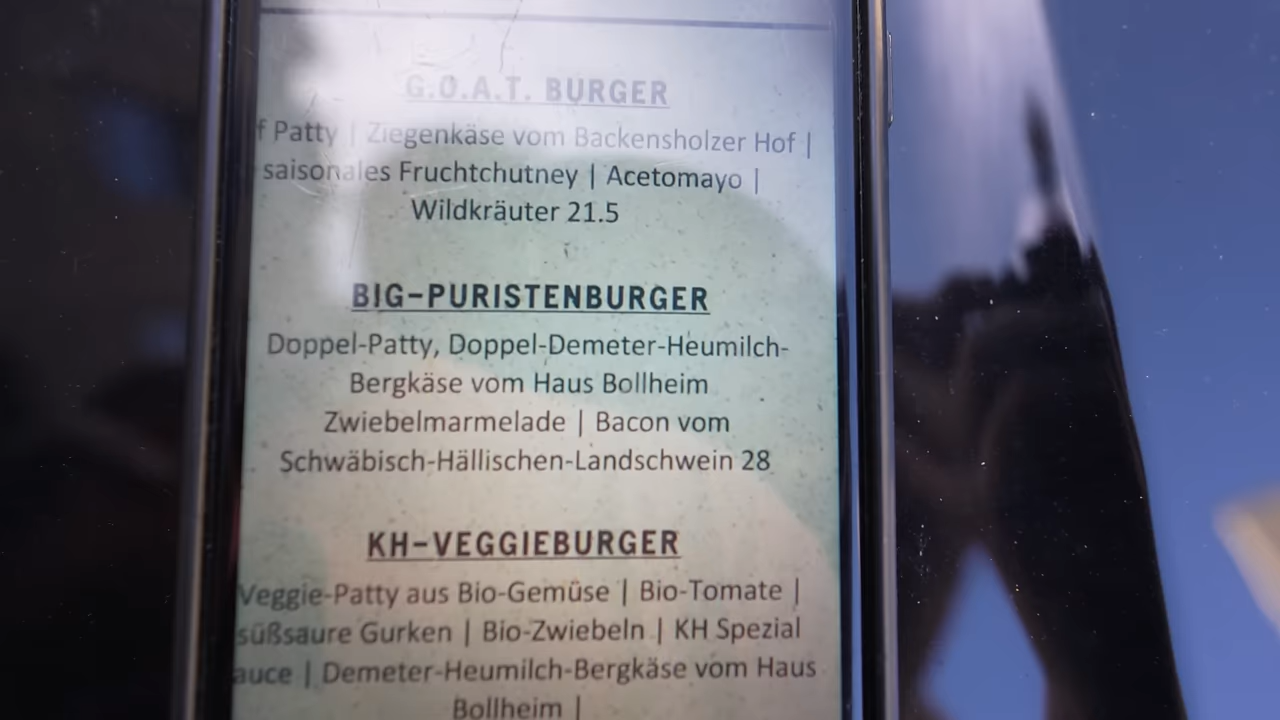 G.O.A.T. BURGER
f Patty | Ziegenkäse vom Backensholzer Hof |
saisonales Fruchtchutney | Acetomayo |
Wildkräuter 21.5
BIG-PURISTENBURGER
Doppel-Patty, Doppel-Demeter-Heumilch-
Bergkäse vom Haus Bollheim
Zwiebelmarmelade | Bacon vom
Schwäbisch-Hällischen-Landschwein 28
KH-VEGGIEBURGER
Veggie-Patty aus Bio-Gemüse | Bio-Tomate |
süßsaure Gurken | Bio-Zwiebeln | KH Spezial
auce | Demeter-Heumilch-Bergkäse vom Haus
Bollheim |